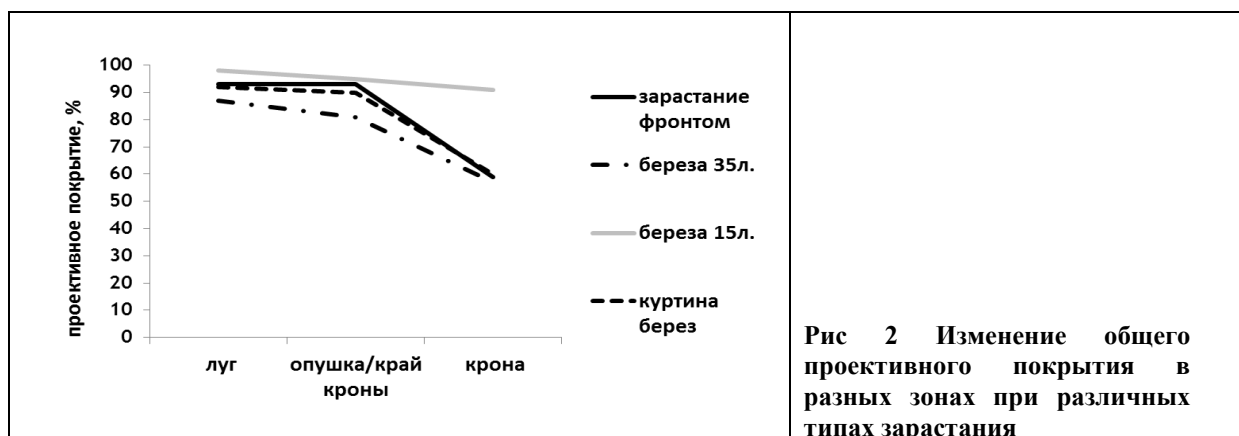 проективное покрытие, %
100
90
80
70
60
50
40
30
20
10
0
луг
опушка/край
кроны
крона
зарастание
фронтом
береза 35л.
береза 15л.
куртина
берез
Рис 2 Изменение общего
проективного покрытия в
разных зонах при различных
типах зарастания